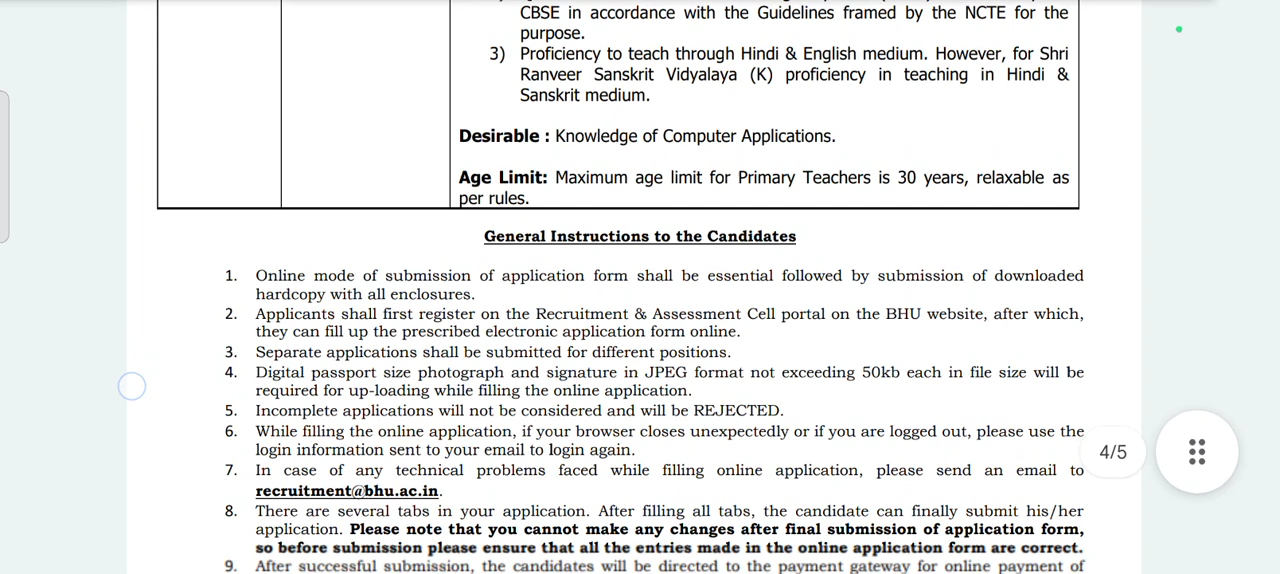 CBSE in accordance with the Guidelines framed by the NCTE for the
purpose.
3) Proficiency to teach through Hindi & English medium. However, for Shri
Ranveer Sanskrit Vidyalaya (K) proficiency in teaching in Hindi &
Sanskrit medium.
Desirable : Knowledge of Computer Applications.
Age Limit: Maximum age limit for Primary Teachers is 30 years, relaxable as
per rules.
General Instructions to the Candidates
1. Online mode of submission of application form shall be essential followed by submission of downloaded
hardcopy with all enclosures.
2. Applicants shall first register on the Recruitment & Assessment Cell portal on the BHU website, after which,
they can fill up the prescribed electronic application form online.
3. Separate applications shall be submitted for different positions.
4. Digital passport size photograph and signature in JPEG format not exceeding 50kb each in file size will be
required for up-loading while filling the online application.
5. Incomplete applications will not be considered and will be REJECTED.
6. While filling the online application, if your browser closes unexpectedly or if you are logged out, please use the
login information sent to your email to login again.
4/5
7. In case of any technical problems faced while filling online application, please send an email to
recruitment@bhu.ac.in.
8. There are several tabs in your application. After filling all tabs, the candidate can finally submit his/her
application. Please note that you cannot make any changes after final submission of application form,
so before submission please ensure that all the entries made in the online application form are correct.
9. After successful submission, the candidates will be directed to the payment gateway for online payment of